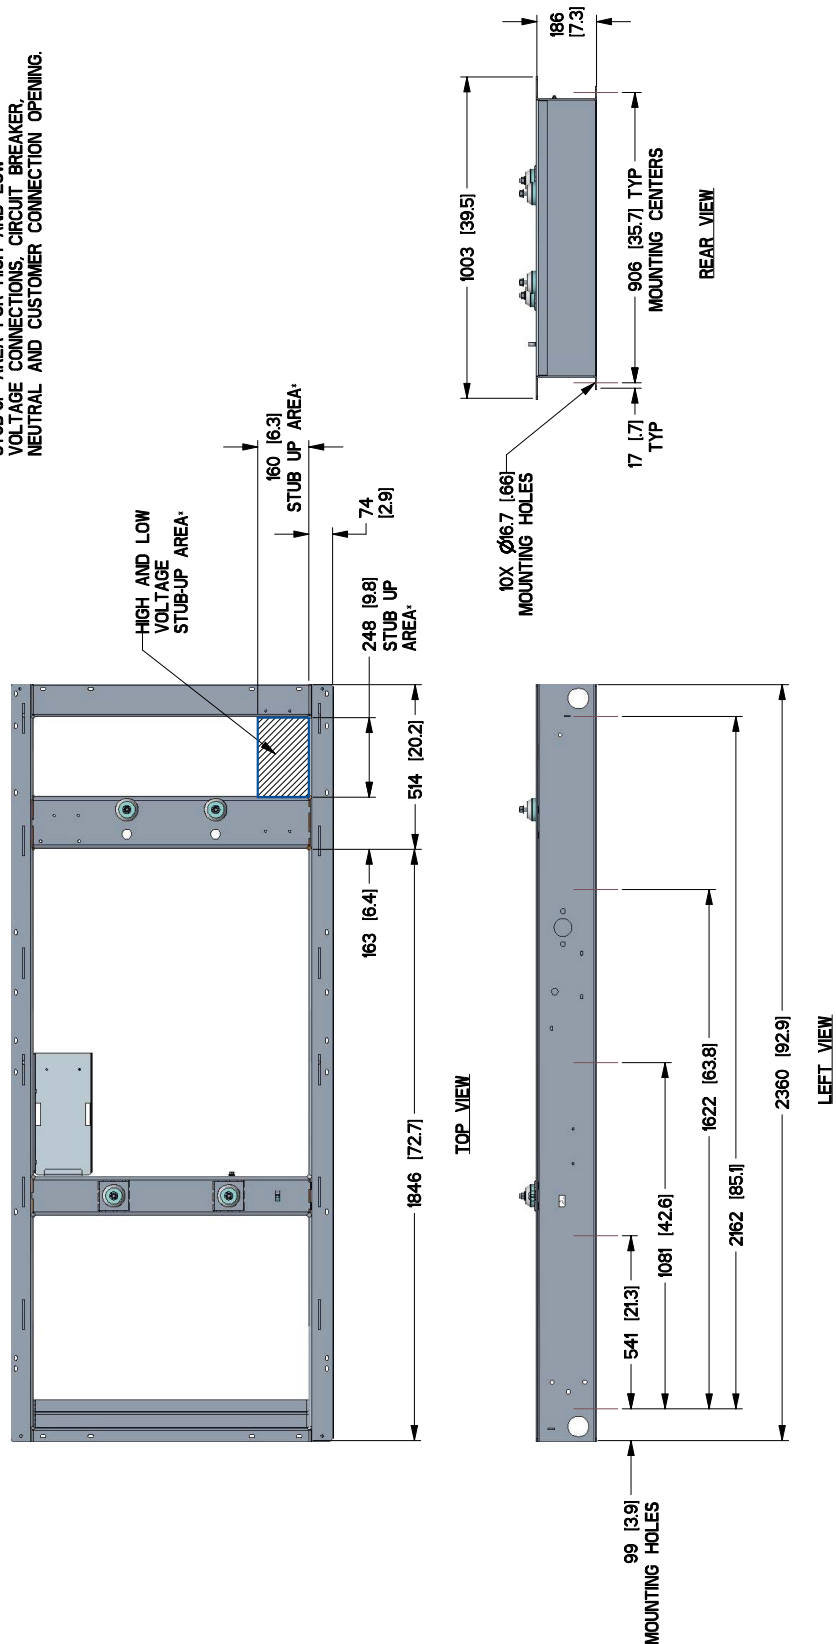 VOLTAGE CONNECTIONS, CIRCUIT BREAKER,
NEUTRAL AND CUSTOMER CONNECTION OPENING.
HIGH AND LOW
VOLTAGE
STUB-UP AREA*
160 [6.3]
STUB UP AREA*
74
[2.9]
248 [9.8]
STUB UP
AREA*
514 [20.2]
163 [6.4]
1846 [72.7]
TOP VIEW
186
[7.3]
1003 [39.5]
906 [35.7] TYP
MOUNTING CENTERS
17 [.7]
TYP
10X Ø16.7 [.66]
MOUNTING HOLES
REAR VIEW
99 [3.9]
MOUNTING HOLES
541 [21.3]
1081 [42.6]
1622 [63.8]
2162 [85.1]
2360 [92.9]
LEFT VIEW